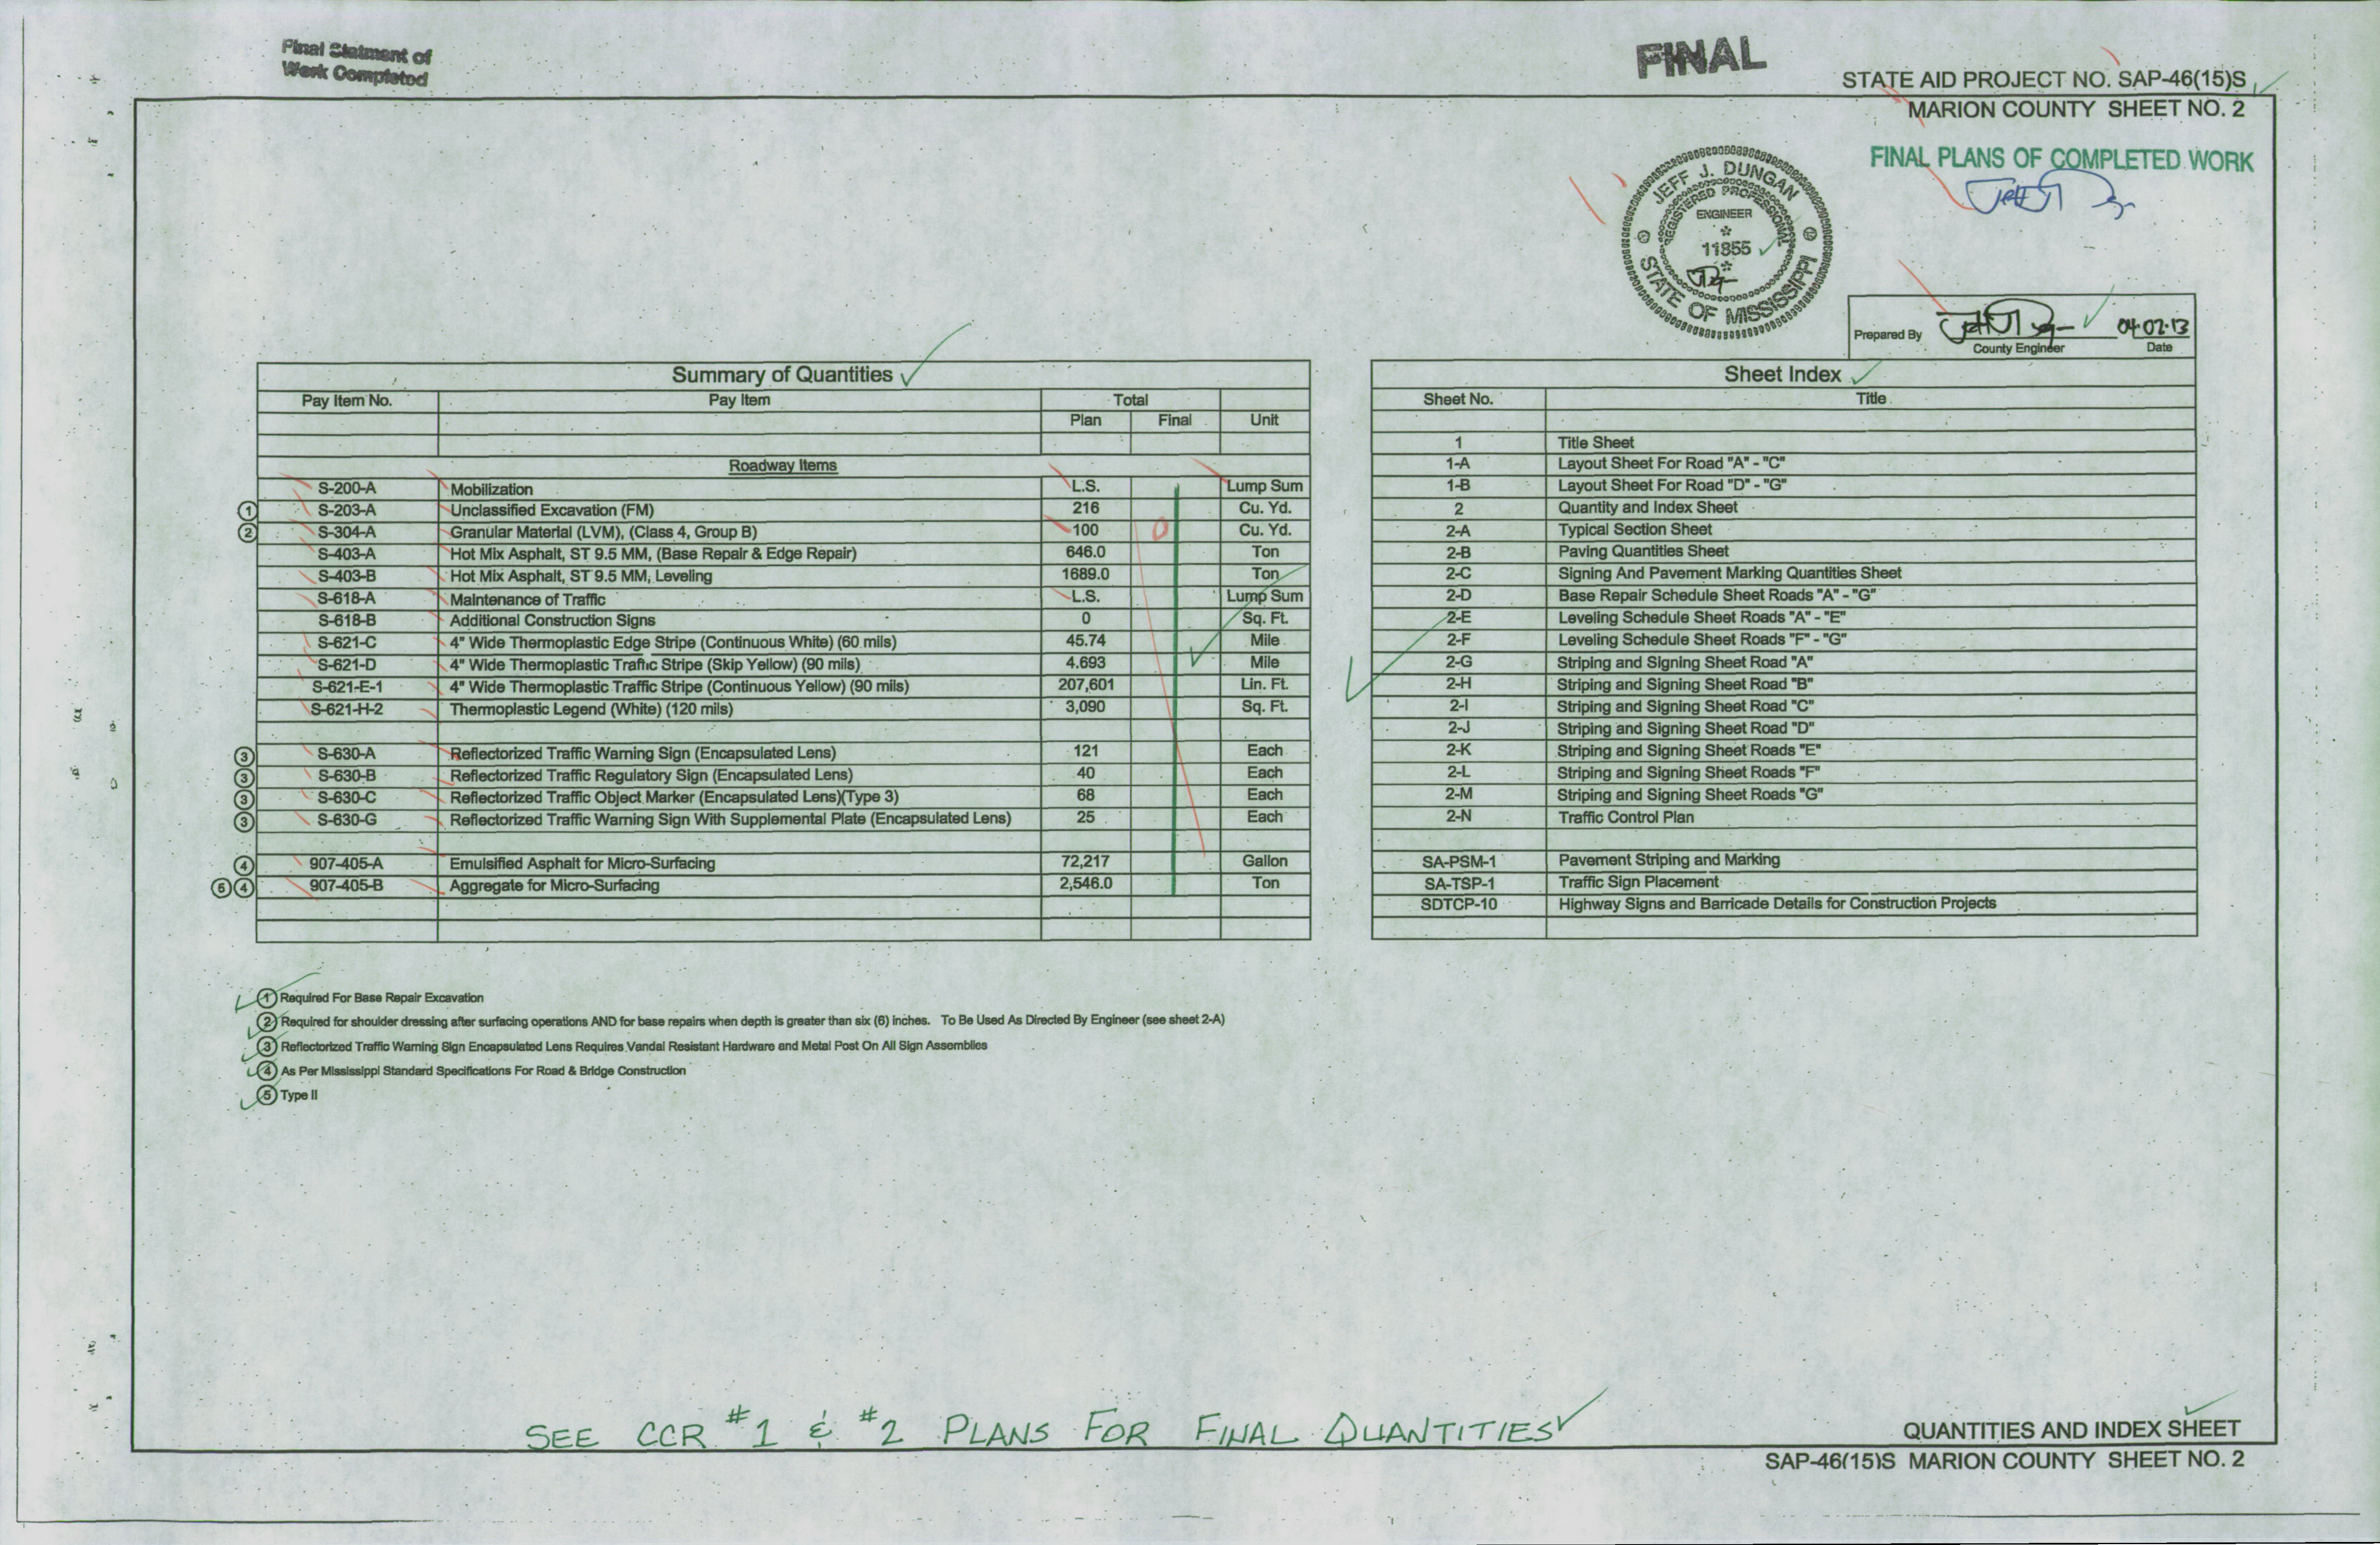 Final Statment of
Work Completed
FINAL
STATE AID PROJECT NO. SAP-46(15)S
MARION COUNTY SHEET NO. 2
FINAL PLANS OF COMPLETED WORK
JEFF J. DUNGAN
REGISTERED PROFESSIONAL
ENGINEER
11855
STATE OF MISSISSIPPI
Prepared By
04-02-13
County Engineer Date
Summary of Quantities
Pay Item No. Pay Item Total
Plan Final Unit
Roadway Items
S-200-A Mobilization L.S. Lump Sum
1 S-203-A Unclassified Excavation (FM) 216 Cu. Yd.
2 S-304-A Granular Material (LVM), (Class 4, Group B) 100 0 Cu. Yd.
S-403-A Hot Mix Asphalt, ST 9.5 MM, (Base Repair & Edge Repair) 646.0 Ton
S-403-B Hot Mix Asphalt, ST 9.5 MM, Leveling 1689.0 Ton
S-618-A Maintenance of Traffic L.S. Lump Sum
S-618-B Additional Construction Signs 0 Sq. Ft.
S-621-C 4" Wide Thermoplastic Edge Stripe (Continuous White) (60 mils) 45.74 Mile
S-621-D 4" Wide Thermoplastic Traffic Stripe (Skip Yellow) (90 mils) 4.693 Mile
S-621-E-1 4" Wide Thermoplastic Traffic Stripe (Continuous Yellow) (90 mils) 207,601 Lin. Ft.
S-621-H-2 Thermoplastic Legend (White) (120 mils) 3,090 Sq. Ft.
3 S-630-A Reflectorized Traffic Warning Sign (Encapsulated Lens) 121 Each
3 S-630-B Reflectorized Traffic Regulatory Sign (Encapsulated Lens) 40 Each
3 S-630-C Reflectorized Traffic Object Marker (Encapsulated Lens)(Type 3) 68 Each
3 S-630-G Reflectorized Traffic Warning Sign With Supplemental Plate (Encapsulated Lens) 25 Each
4 907-405-A Emulsified Asphalt for Micro-Surfacing 72,217 Gallon
5 4 907-405-B Aggregate for Micro-Surfacing 2,546.0 Ton
Sheet Index
Sheet No. Title
1 Title Sheet
1-A Layout Sheet For Road "A" - "C"
1-B Layout Sheet For Road "D" - "G"
2 Quantity and Index Sheet
2-A Typical Section Sheet
2-B Paving Quantities Sheet
2-C Signing And Pavement Marking Quantities Sheet
2-D Base Repair Schedule Sheet Roads "A" - "G"
2-E Leveling Schedule Sheet Roads "A" - "E"
2-F Leveling Schedule Sheet Roads "F" - "G"
2-G Striping and Signing Sheet Road "A"
2-H Striping and Signing Sheet Road "B"
2-I Striping and Signing Sheet Road "C"
2-J Striping and Signing Sheet Road "D"
2-K Striping and Signing Sheet Roads "E"
2-L Striping and Signing Sheet Roads "F"
2-M Striping and Signing Sheet Roads "G"
2-N Traffic Control Plan
SA-PSM-1 Pavement Striping and Marking
SA-TSP-1 Traffic Sign Placement
SDTCP-10 Highway Signs and Barricade Details for Construction Projects
1 Required For Base Repair Excavation
2 Required for shoulder dressing after surfacing operations AND for base repairs when depth is greater than six (6) inches. To Be Used As Directed By Engineer (see sheet 2-A)
3 Reflectorized Traffic Warning Sign Encapsulated Lens Requires Vandal Resistant Hardware and Metal Post On All Sign Assemblies
4 As Per Mississippi Standard Specifications For Road & Bridge Construction
5 Type II
SEE CCR #1 & #2 PLANS FOR FINAL QUANTITIES
QUANTITIES AND INDEX SHEET
SAP-46(15)S MARION COUNTY SHEET NO. 2